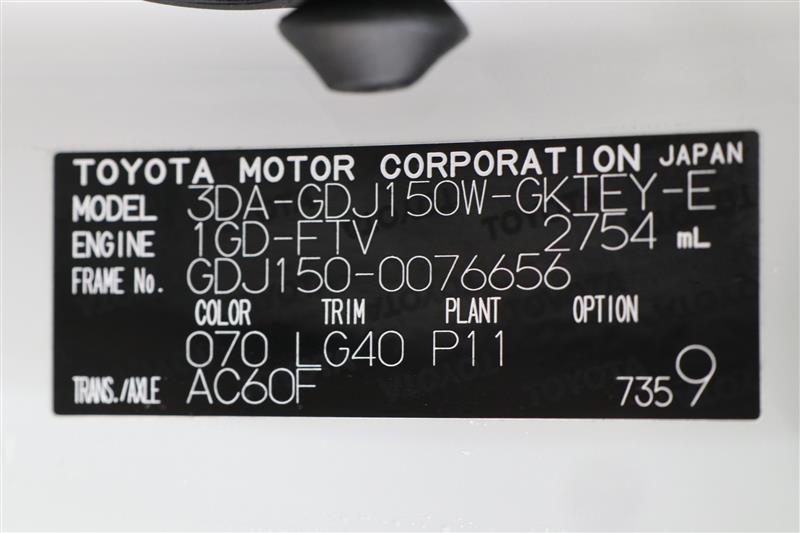 TOYOTA MOTOR CORPORATION JAPAN
MODEL 3DA-GDJ150W-GKTEY-E
ENGINE 1GD-FTV 2754 mL
FRAME No. GDJ150-0076656
COLOR TRIM PLANT OPTION
070 LG40 P11
TRANS./AXLE AC60F 7359